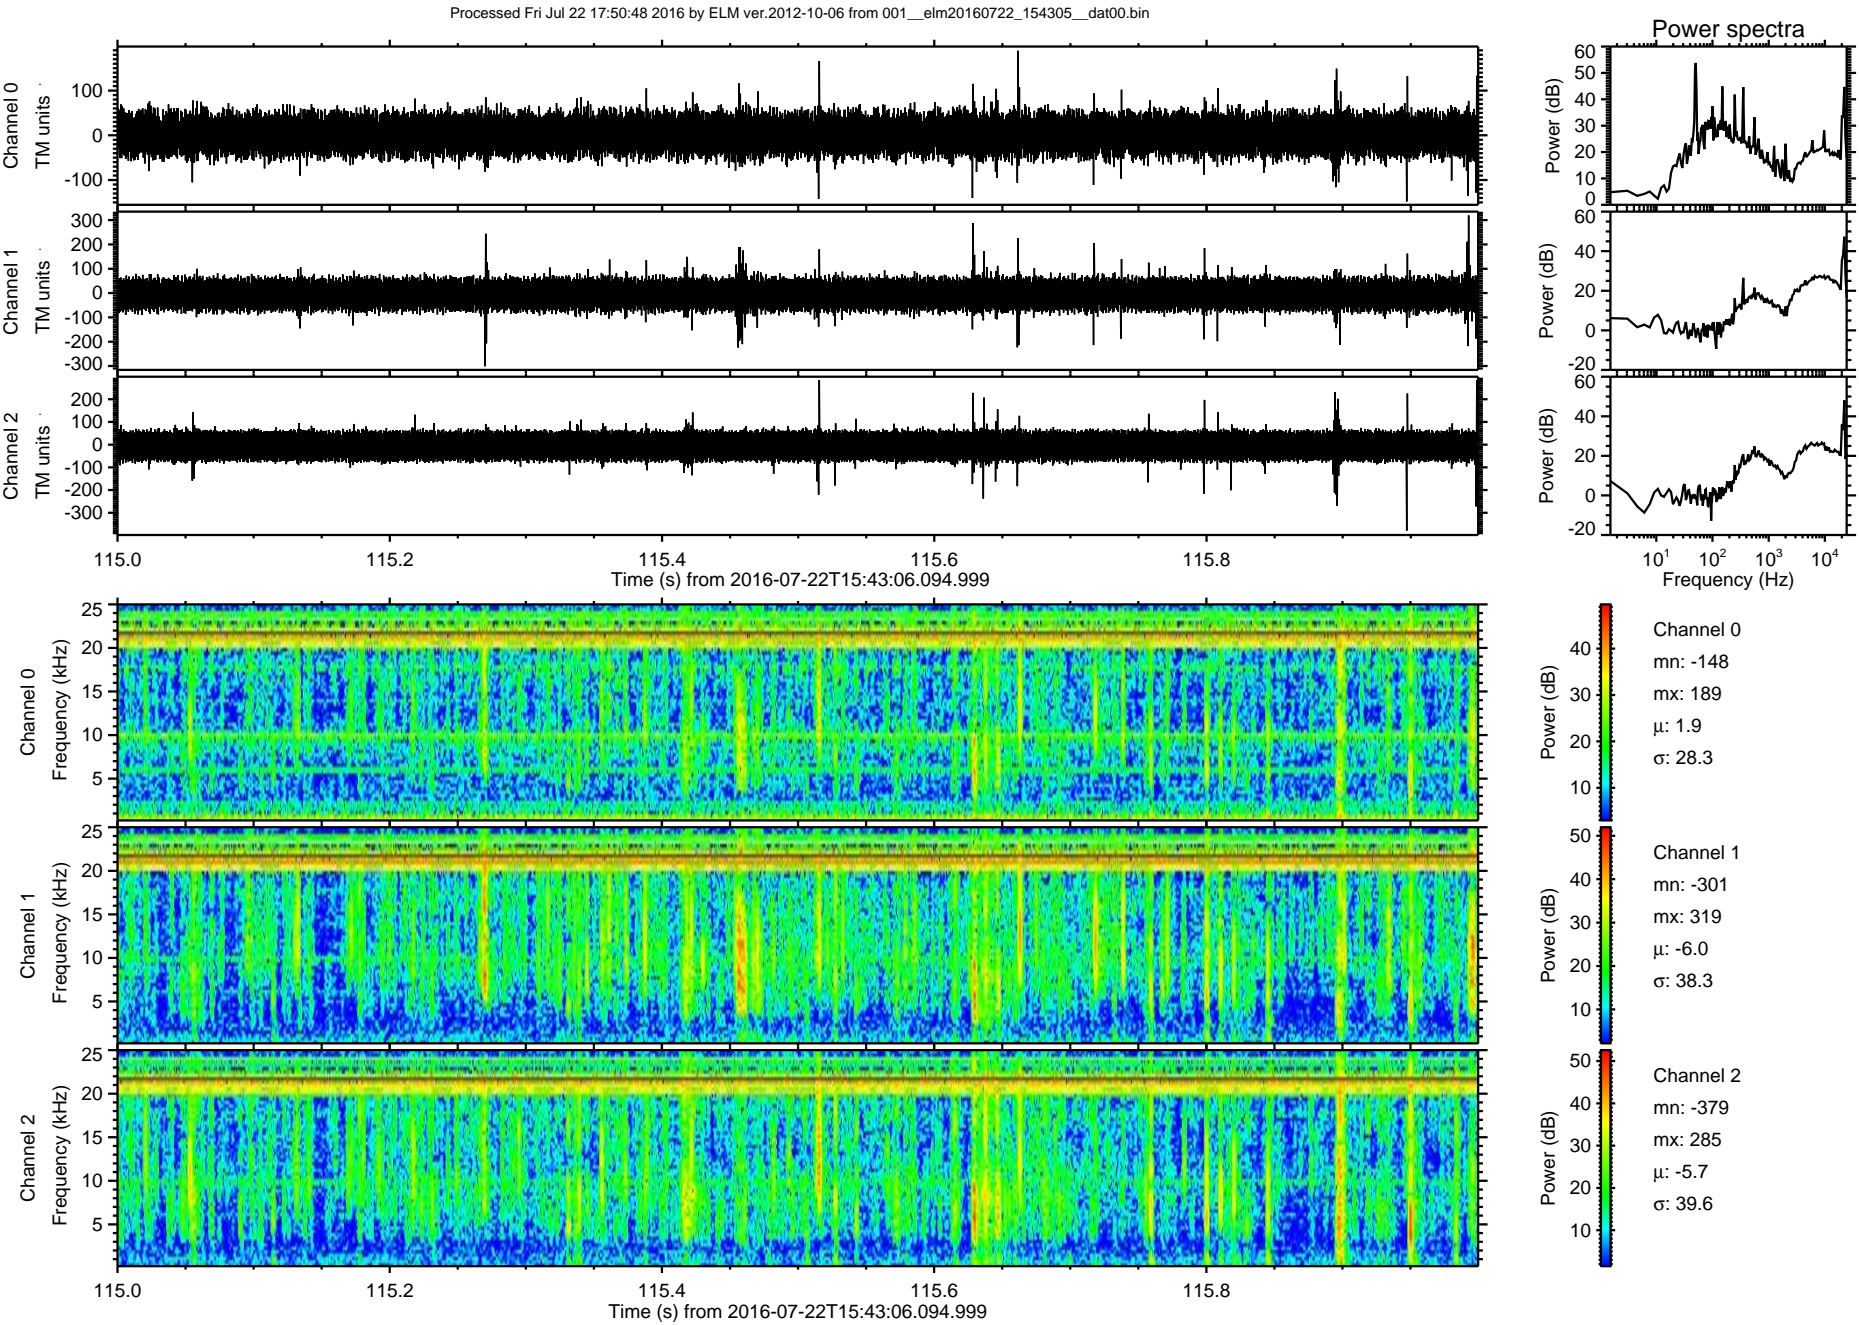 Processed Fri Jul 22 17:50:48 2016 by ELM ver.2012-10-06 from 001__elm20160722_154305__dat00.bin
Power spectra
Channel 0
TM units
100
0
-100
Power (dB)
60
50
40
30
20
10
0
Channel 1
TM units
300
200
100
0
-100
-200
-300
Power (dB)
60
40
20
0
-20
Channel 2
TM units
200
100
0
-100
-200
-300
Power (dB)
60
40
20
0
-20
115.0 115.2 115.4 115.6 115.8
Time (s) from 2016-07-22T15:43:06.094.999
10¹ 10² 10³ 10⁴
Frequency (Hz)
Channel 0
Frequency (kHz)
25
20
15
10
5
Power (dB)
40
30
20
10
Channel 0
mn: -148
mx: 189
μ: 1.9
σ: 28.3
Channel 1
Frequency (kHz)
25
20
15
10
5
Power (dB)
50
40
30
20
10
Channel 1
mn: -301
mx: 319
μ: -6.0
σ: 38.3
Channel 2
Frequency (kHz)
25
20
15
10
5
Power (dB)
50
40
30
20
10
Channel 2
mn: -379
mx: 285
μ: -5.7
σ: 39.6
115.0 115.2 115.4 115.6 115.8
Time (s) from 2016-07-22T15:43:06.094.999